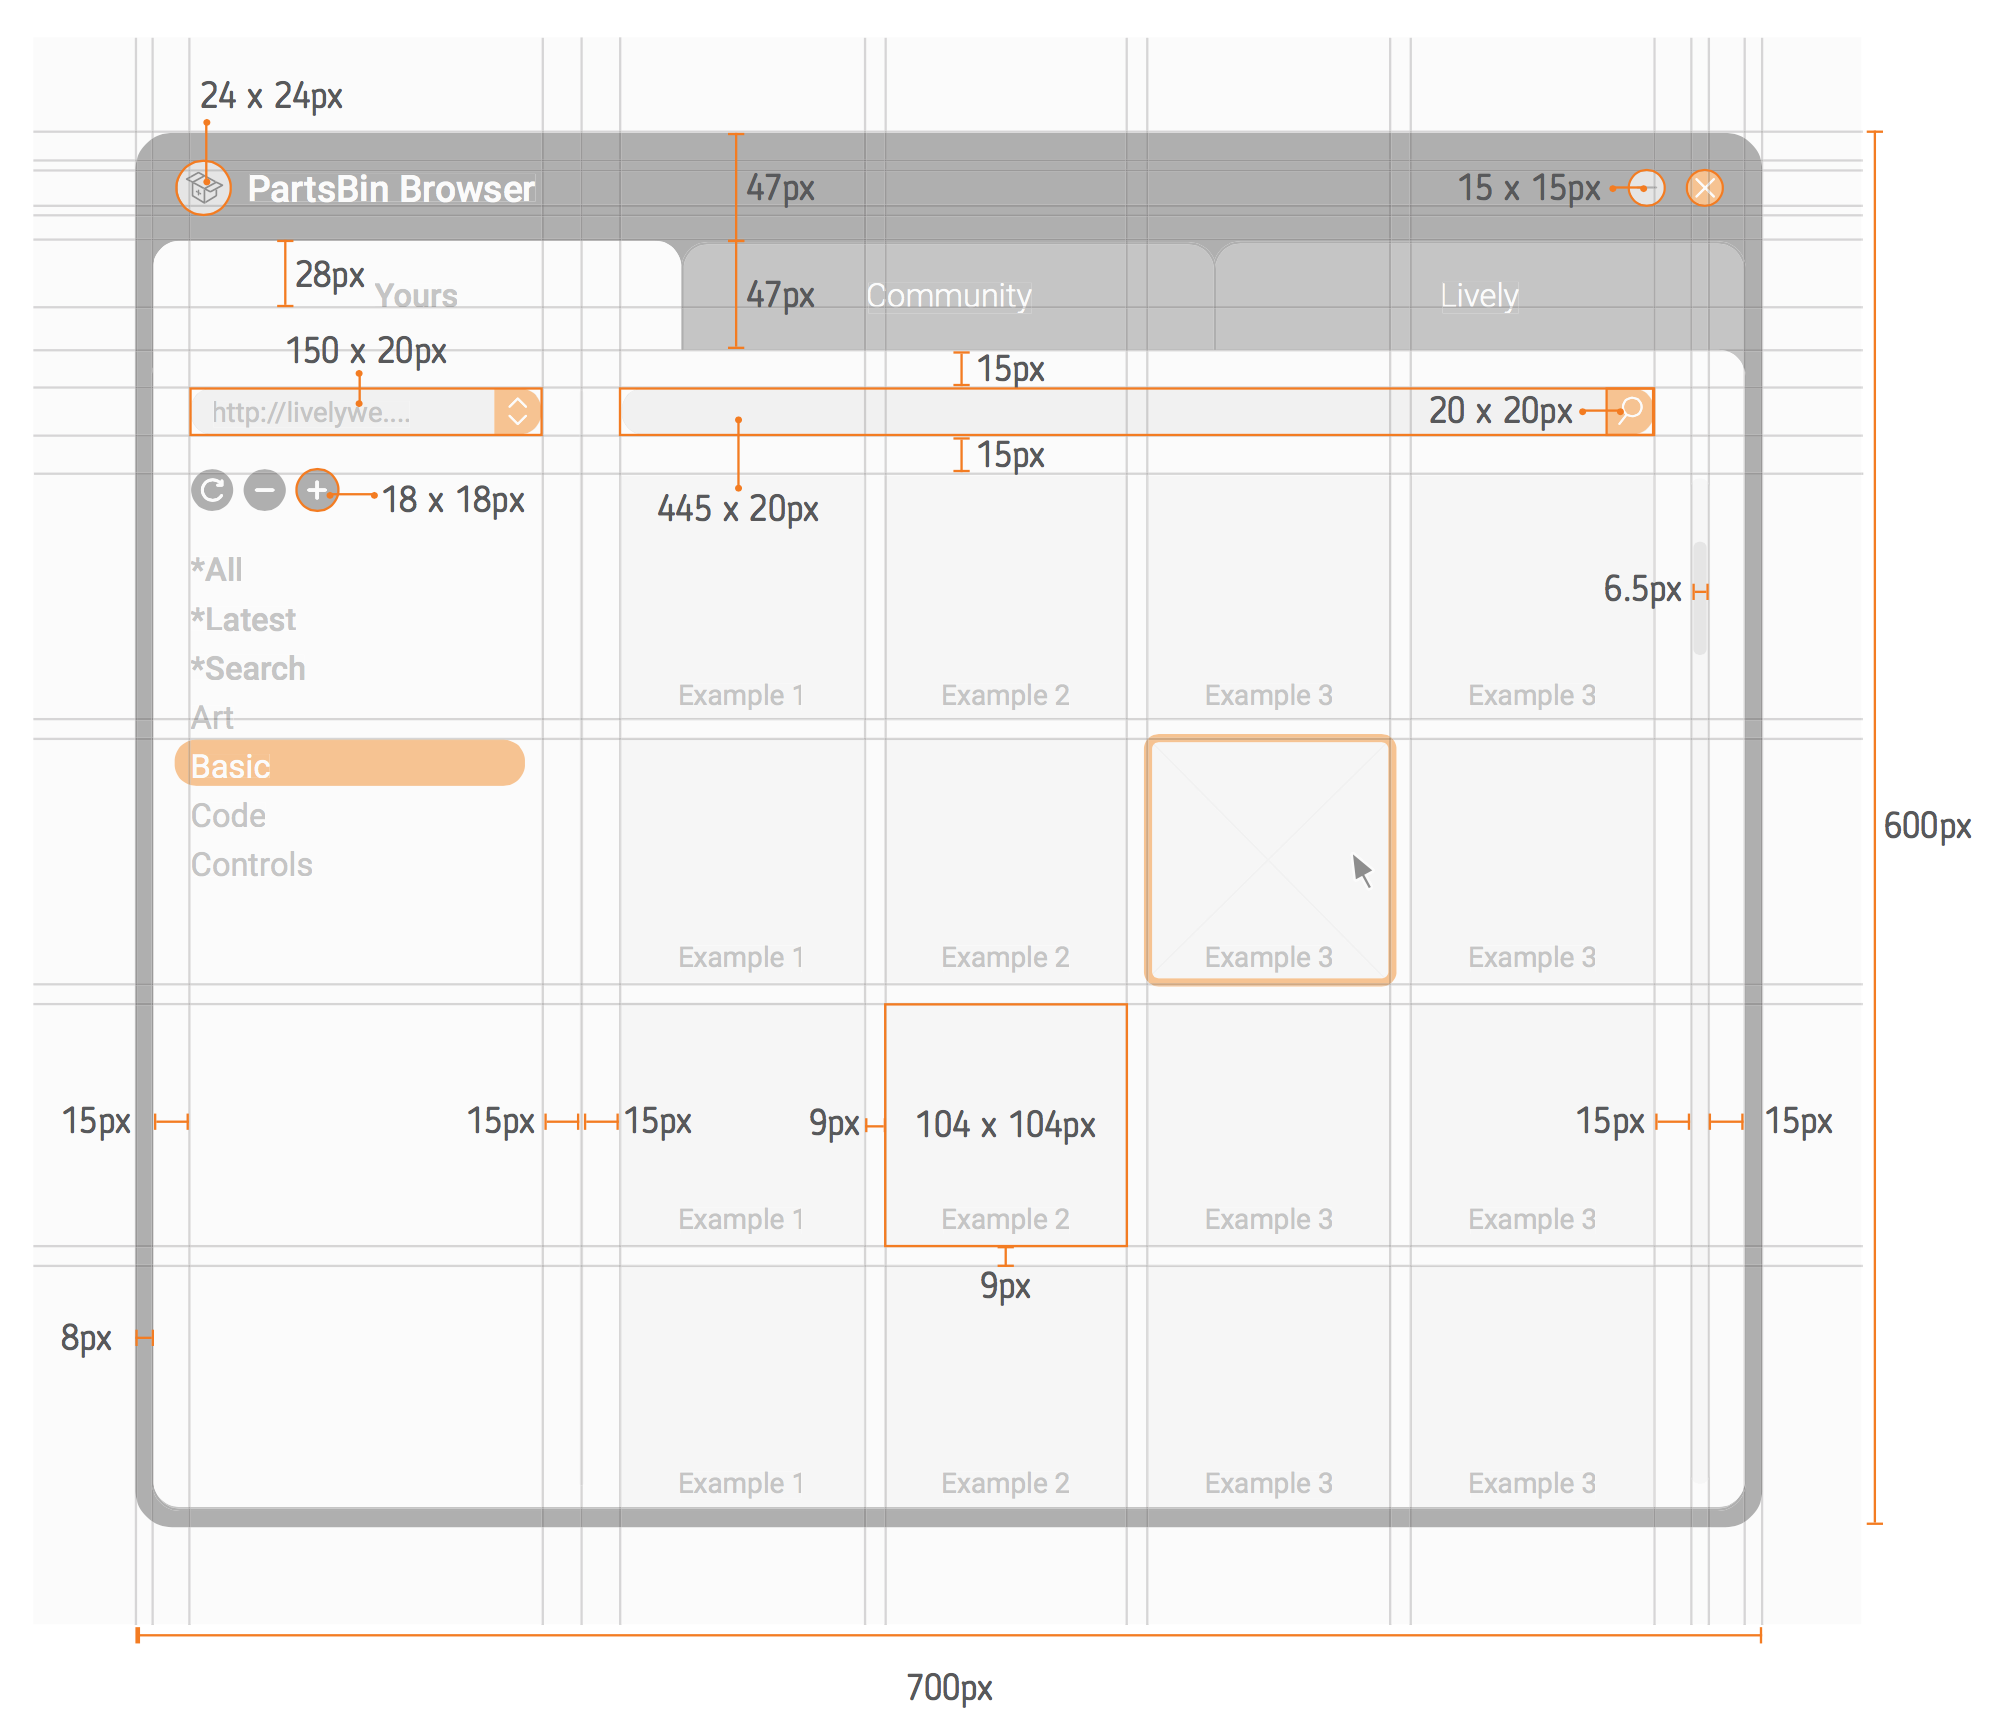 24 x 24px
PartsBin Browser
47px
15 x 15px
28px
Yours
47px
Community
Lively
150 x 20px
15px
http://livelywe....
20 x 20px
15px
18 x 18px
445 x 20px
*All
*Latest
*Search
Art
Basic
Code
Controls
6.5px
Example 1
Example 2
Example 3
Example 3
600px
Example 1
Example 2
Example 3
Example 3
15px
15px
15px
9px
104 x 104px
15px
15px
Example 1
Example 2
Example 3
Example 3
9px
8px
Example 1
Example 2
Example 3
Example 3
700px